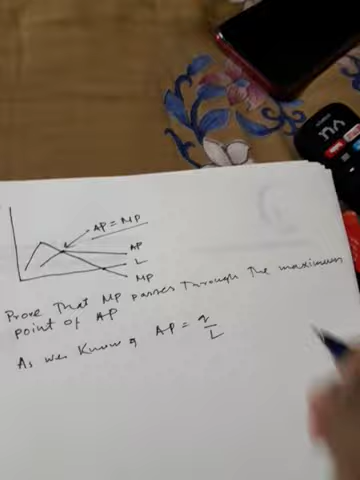 AP = MP
AP
L
MP
Prove That MP passes Through The maximum
point of AP
As we Know AP = q/L